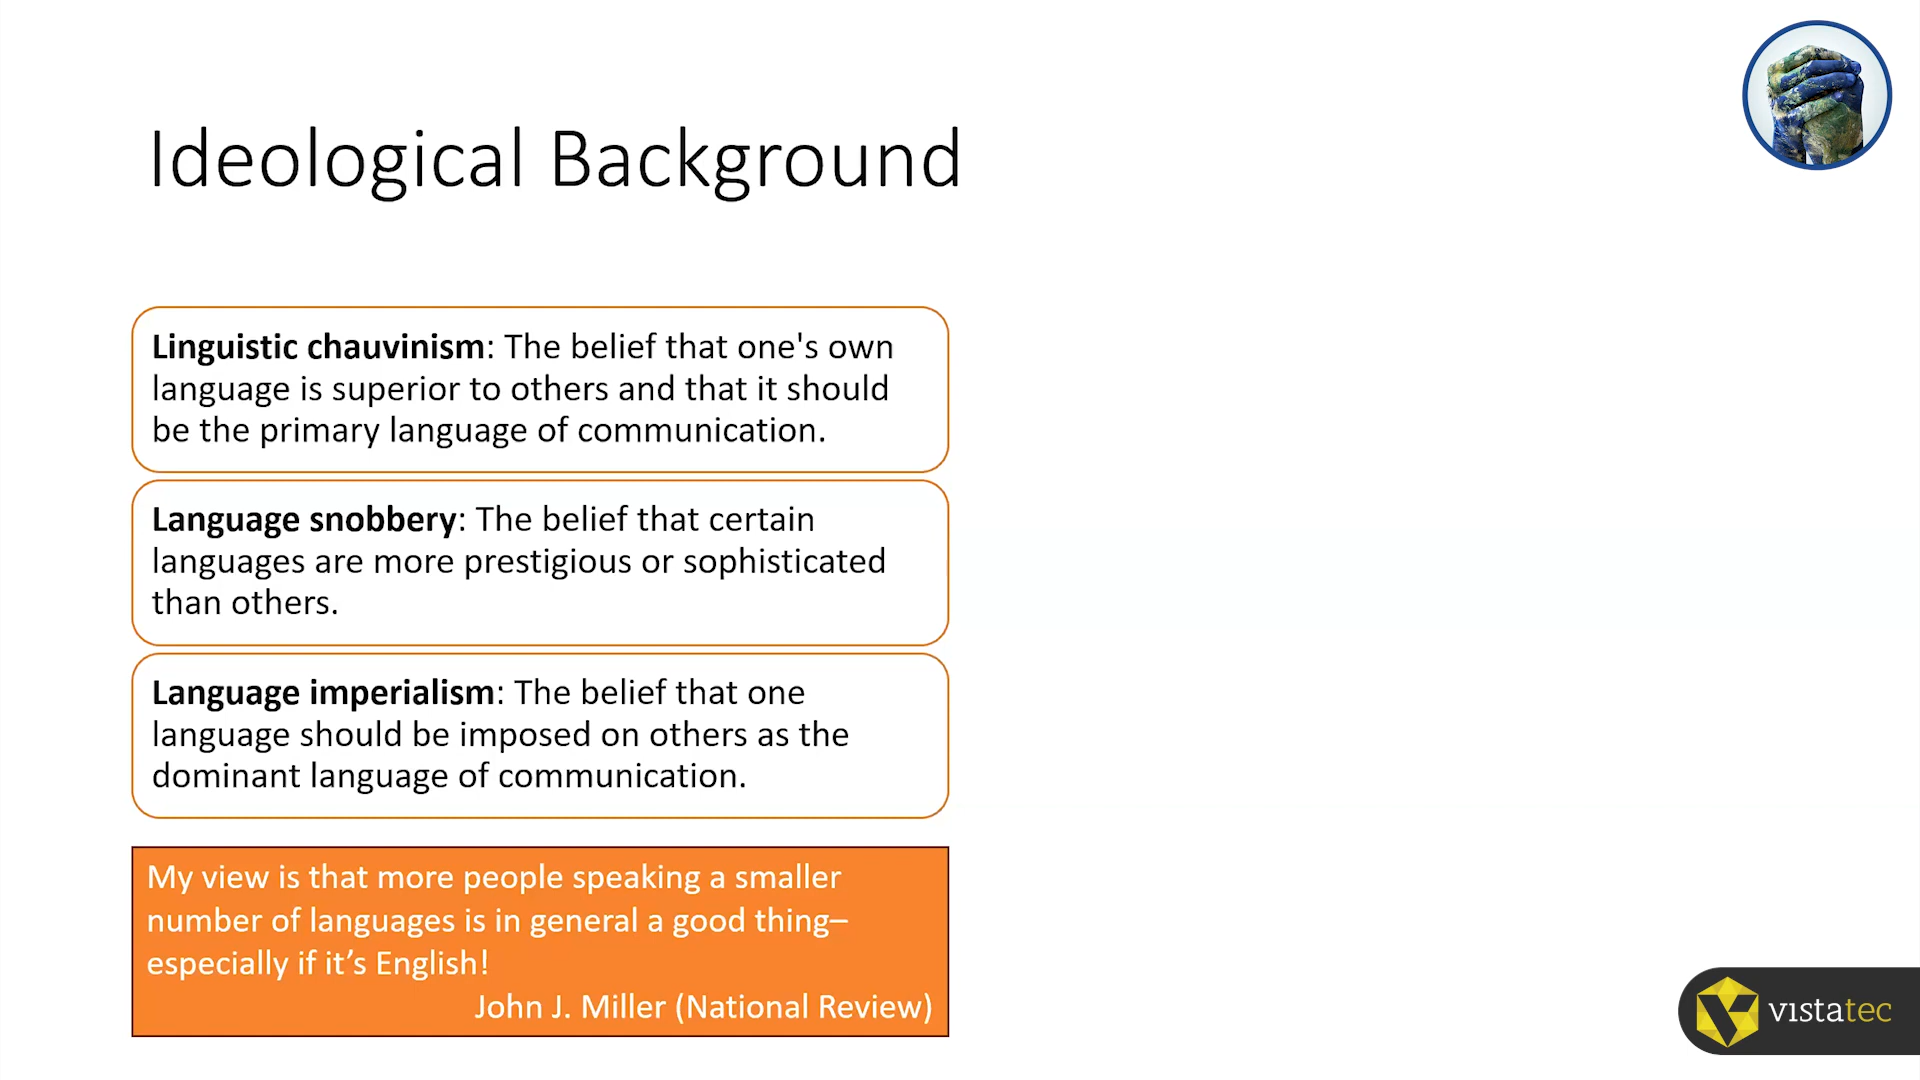 Ideological Background
Linguistic chauvinism: The belief that one's own
language is superior to others and that it should
be the primary language of communication.
Language snobbery: The belief that certain
languages are more prestigious or sophisticated
than others.
Language imperialism: The belief that one
language should be imposed on others as the
dominant language of communication.
My view is that more people speaking a smaller
number of languages is in general a good thing–
especially if it’s English!
John J. Miller (National Review)
vistatec